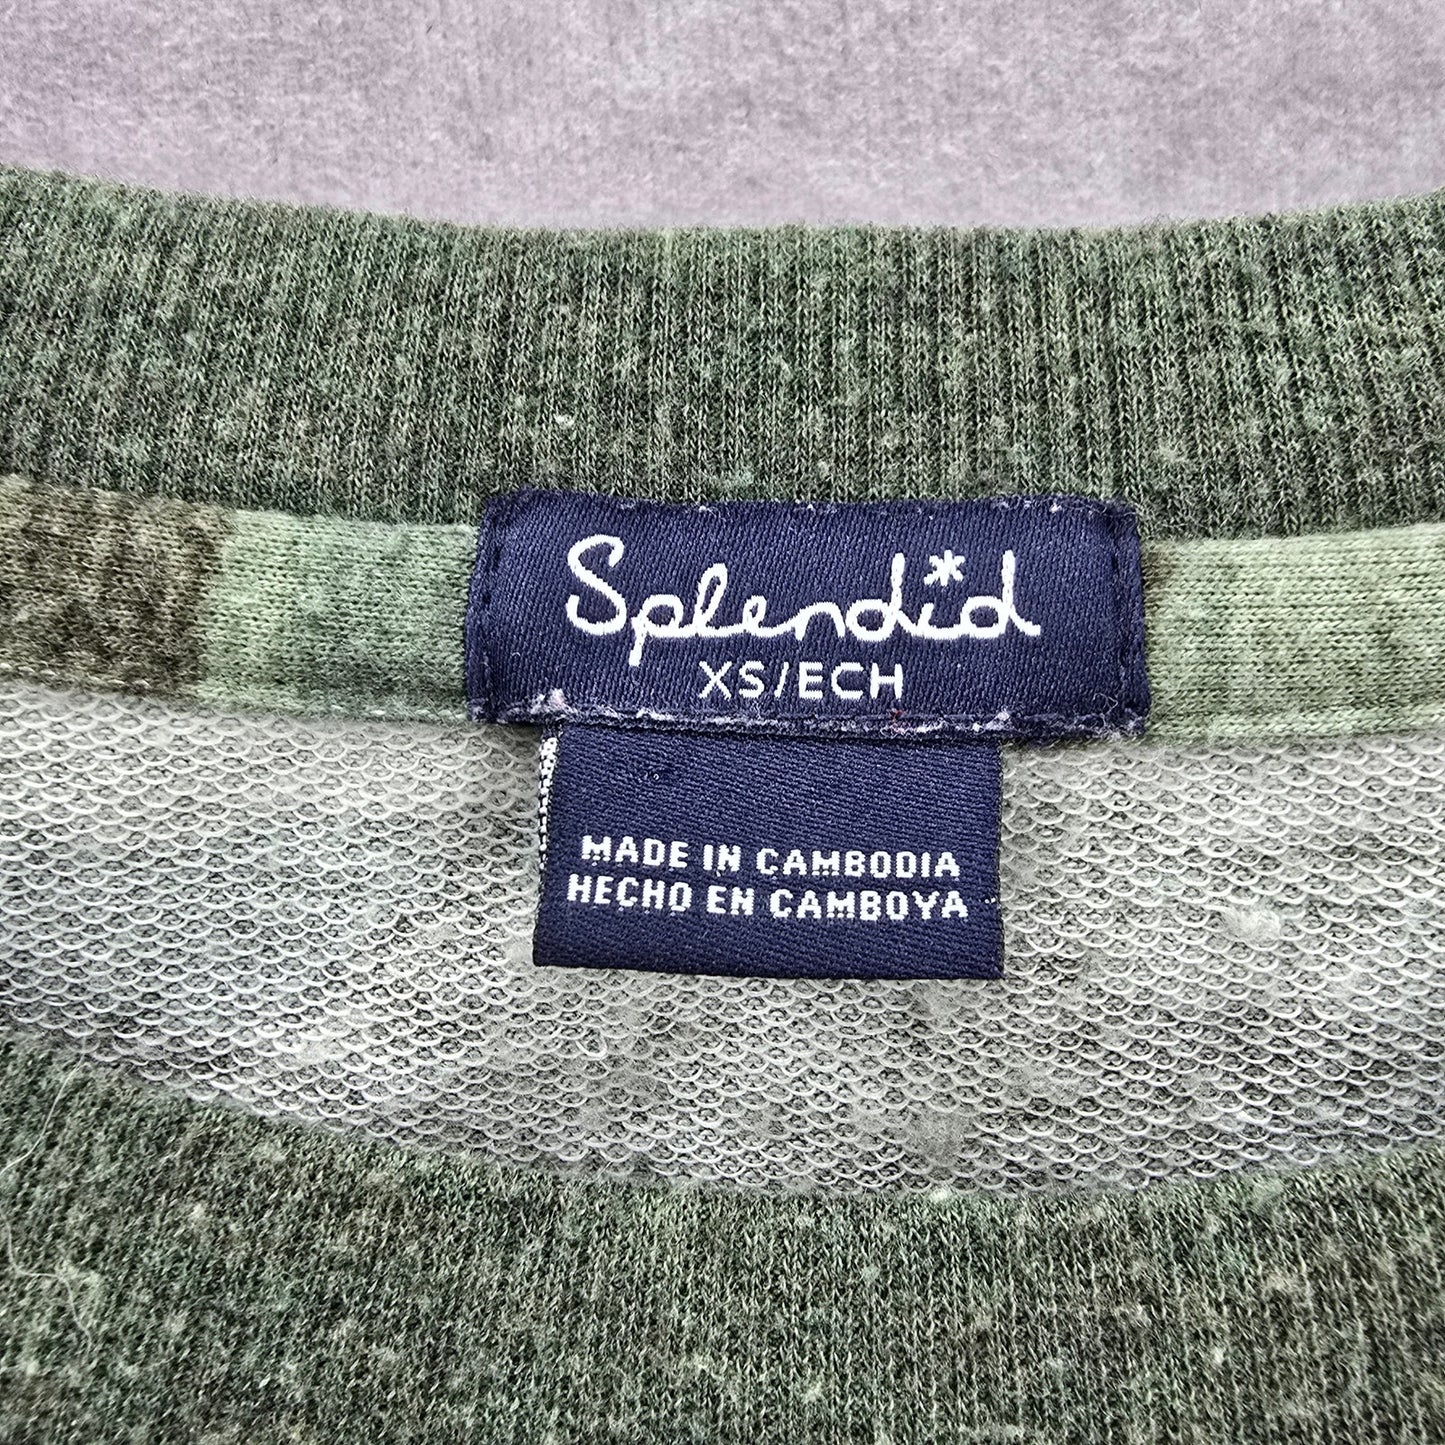 Splendid
XS/ECH
MADE IN CAMBODIA
HECHO EN CAMBOYA